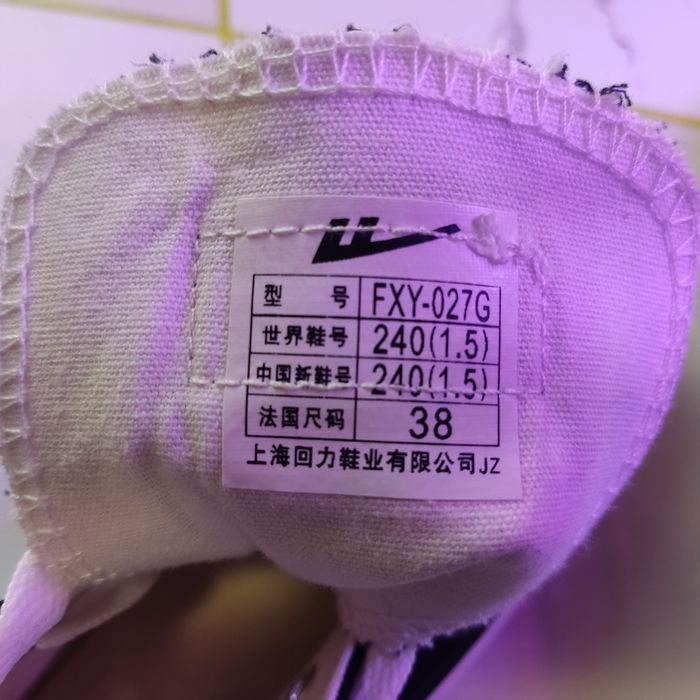 型 号 FXY-027G
世界鞋号 240(1.5)
中国新鞋号 240(1.5)
法国尺码 38
上海回力鞋业有限公司JZ